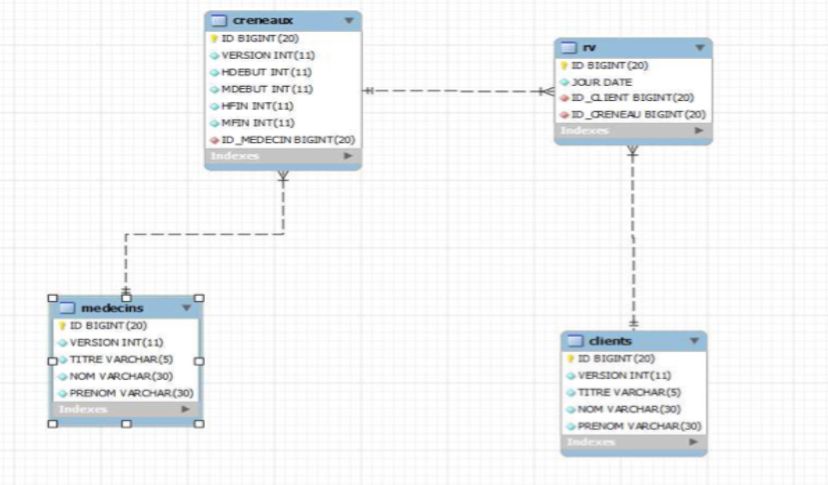 creneaux
ID BIGINT(20)
VERSION INT(11)
HDEBUT INT(11)
MDEBUT INT(11)
HFIN INT(11)
MFIN INT(11)
ID_MEDECIN BIGINT(20)
Indexes
rv
ID BIGINT(20)
JOUR DATE
ID_CLIENT BIGINT(20)
ID_CRENEAU BIGINT(20)
Indexes
medecins
ID BIGINT(20)
VERSION INT(11)
TITRE VARCHAR(5)
NOM VARCHAR(30)
PRENOM VARCHAR(30)
Indexes
clients
ID BIGINT(20)
VERSION INT(11)
TITRE VARCHAR(5)
NOM VARCHAR(30)
PRENOM VARCHAR(30)
Indexes